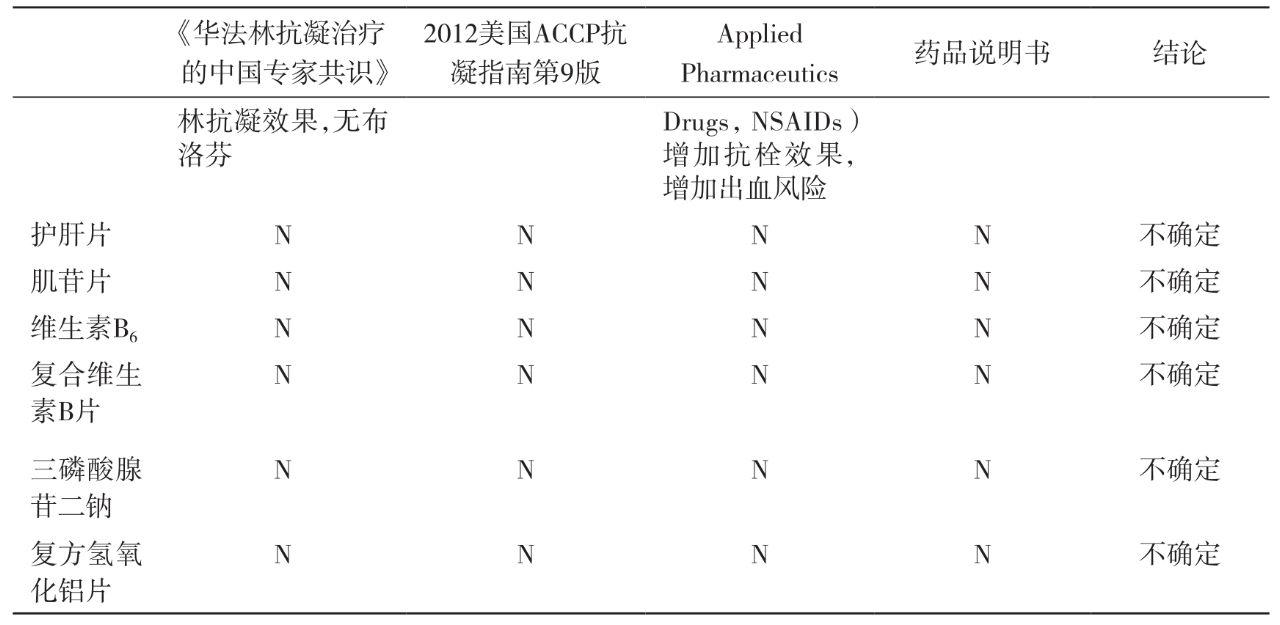 《华法林抗凝治疗 2012美国ACCP抗 Applied 药品说明书 结论
的中国专家共识》 凝指南第9版 Pharmaceutics
林抗凝效果,无布 Drugs, NSAIDs)
洛芬 增加抗栓效果,
增加出血风险
护肝片 N N N N 不确定
肌苷片 N N N N 不确定
维生素B₆ N N N N 不确定
复合维生 N N N N 不确定
素B片
三磷酸腺 N N N N 不确定
苷二钠
复方氢氧 N N N N 不确定
化铝片